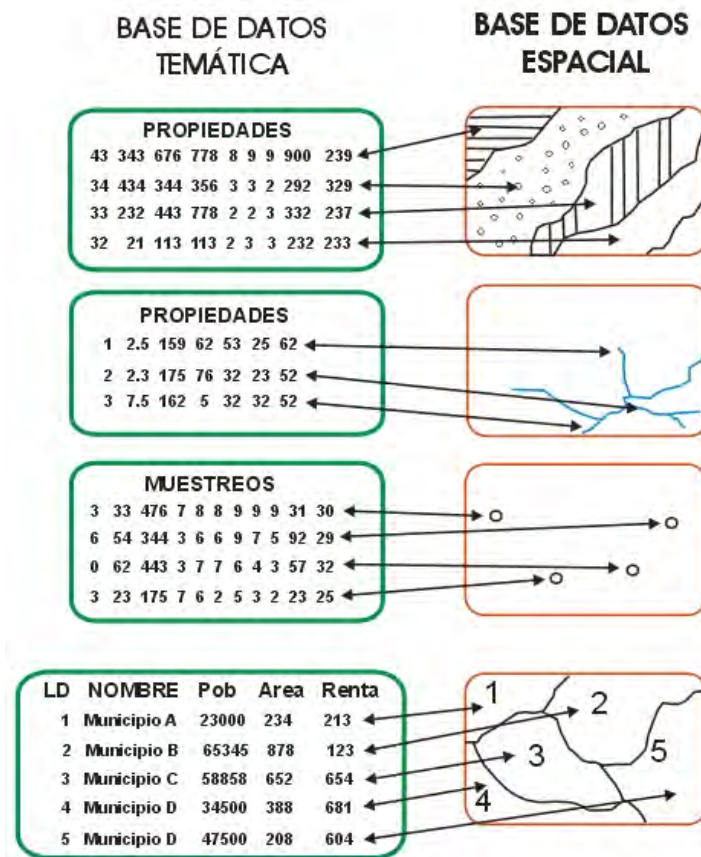 BASE DE DATOS
TEMÁTICA
BASE DE DATOS
ESPACIAL
PROPIEDADES
43 343 676 778 8 9 9 900 239
34 434 344 356 3 3 2 292 329
33 232 443 778 2 2 3 332 237
32 21 113 113 2 3 3 232 233
PROPIEDADES
1 2.5 159 62 53 25 62
2 2.3 175 76 32 23 52
3 7.5 162 5 32 32 52
MUESTREOS
3 33 476 7 8 8 9 9 9 31 30
6 54 344 3 6 6 9 7 5 92 29
0 62 443 3 7 7 6 4 3 57 32
3 23 175 7 6 2 5 3 2 23 25
LD NOMBRE Pob Area Renta
1 Municipio A 23000 234 213
2 Municipio B 65345 878 123
3 Municipio C 58858 652 654
4 Municipio D 34500 388 681
5 Municipio D 47500 208 604
1
2
3
5
4